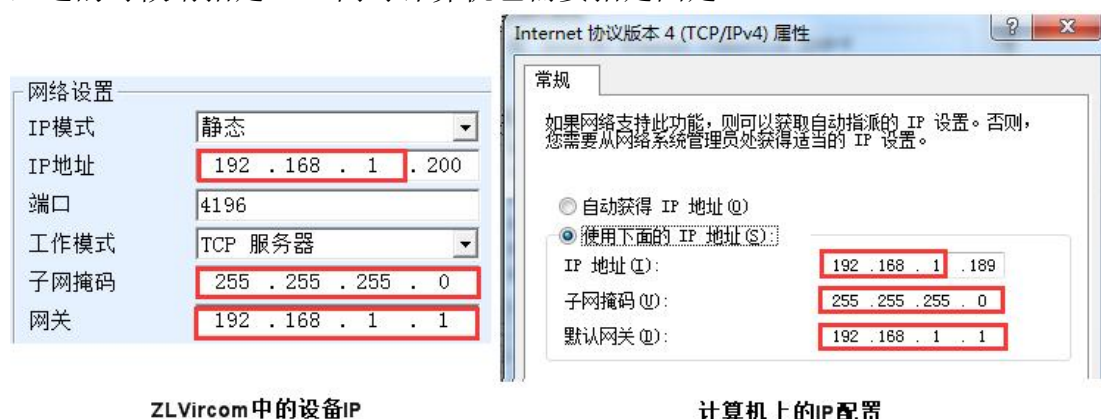 网络设置
IP模式 静态
IP地址 192 . 168 . 1 . 200
端口 4196
工作模式 TCP 服务器
子网掩码 255 . 255 . 255 . 0
网关 192 . 168 . 1 . 1
ZLVircom中的设备IP
Internet 协议版本 4 (TCP/IPv4) 属性
常规
如果网络支持此功能，则可以获取自动指派的 IP 设置。否则，
您需要从网络系统管理员处获得适当的 IP 设置。
自动获得 IP 地址(O)
使用下面的 IP 地址(S):
IP 地址(I): 192 .168 . 1 .189
子网掩码(U): 255 .255 .255 . 0
默认网关(D): 192 .168 . 1 . 1
计算机上的IP配置